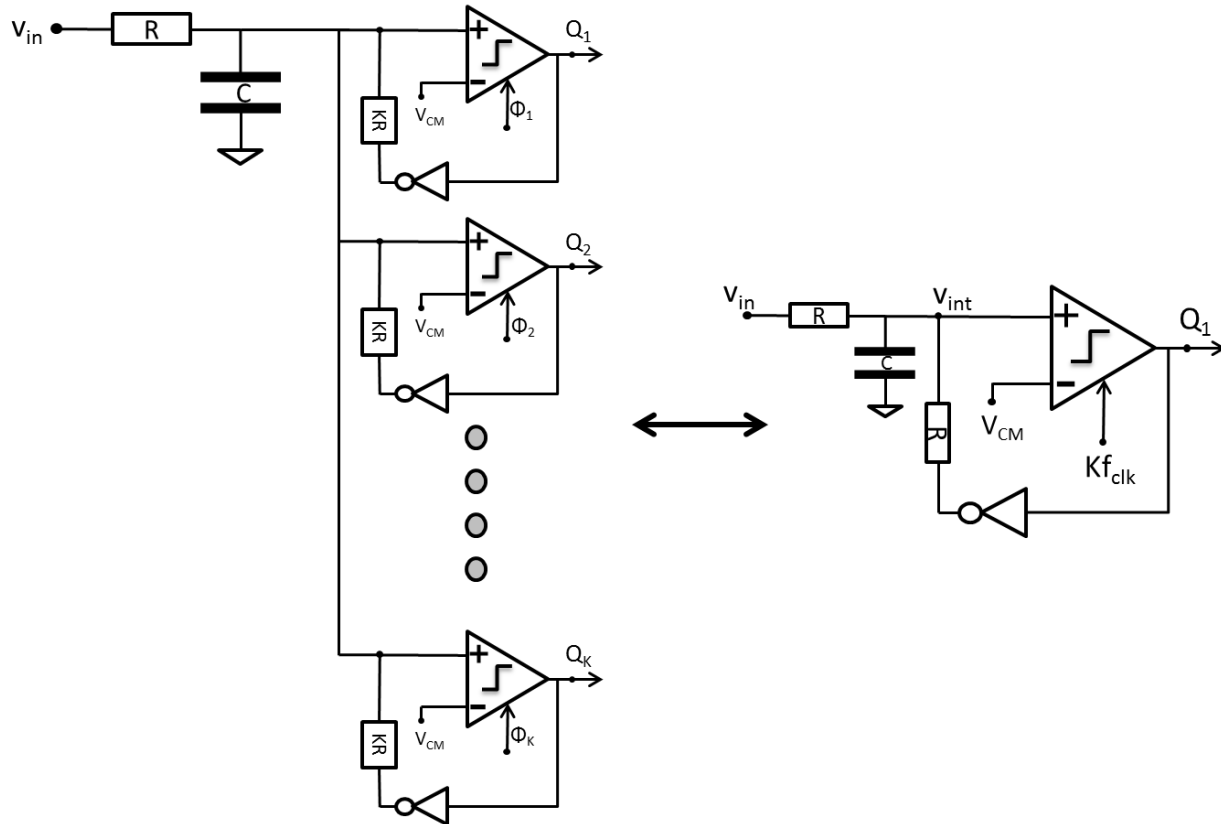 v_in
R
C
KR
V_CM
Φ_1
Q_1
KR
V_CM
Φ_2
Q_2
KR
V_CM
Φ_K
Q_K
v_in
R
C
v_int
R
V_CM
Kf_clk
Q_1